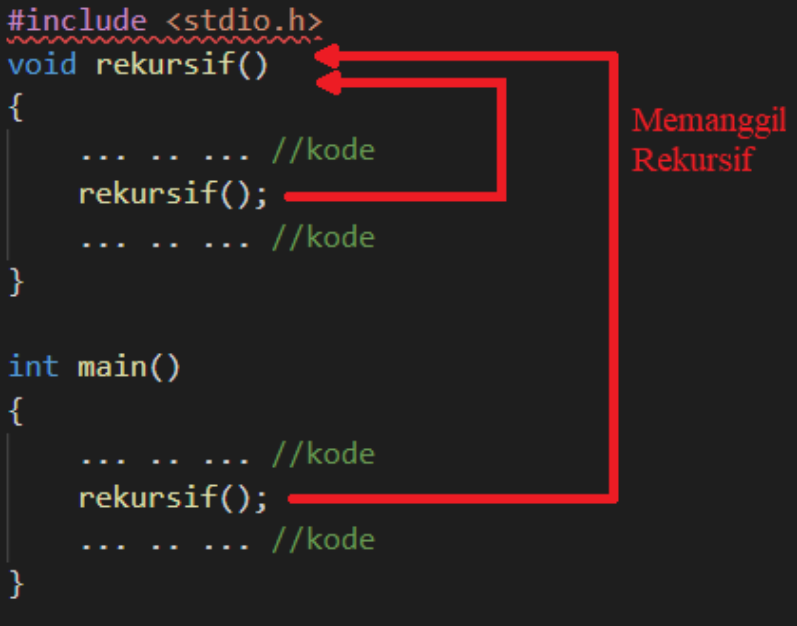 #include <stdio.h>
void rekursif()
{
    ... .. ... //kode
    rekursif();
    ... .. ... //kode
}
int main()
{
    ... .. ... //kode
    rekursif();
    ... .. ... //kode
}
Memanggil
Rekursif